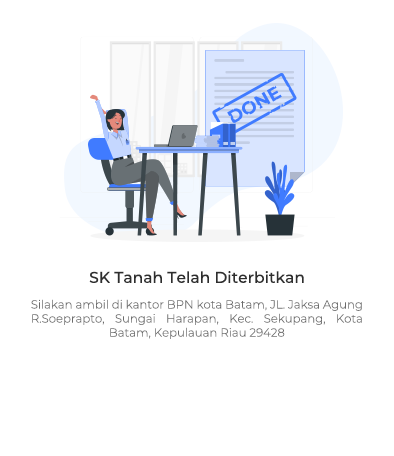 DONE
SK Tanah Telah Diterbitkan
Silakan ambil di kantor BPN kota Batam, JL. Jaksa Agung
R.Soeprapto, Sungai Harapan, Kec. Sekupang, Kota
Batam, Kepulauan Riau 29428